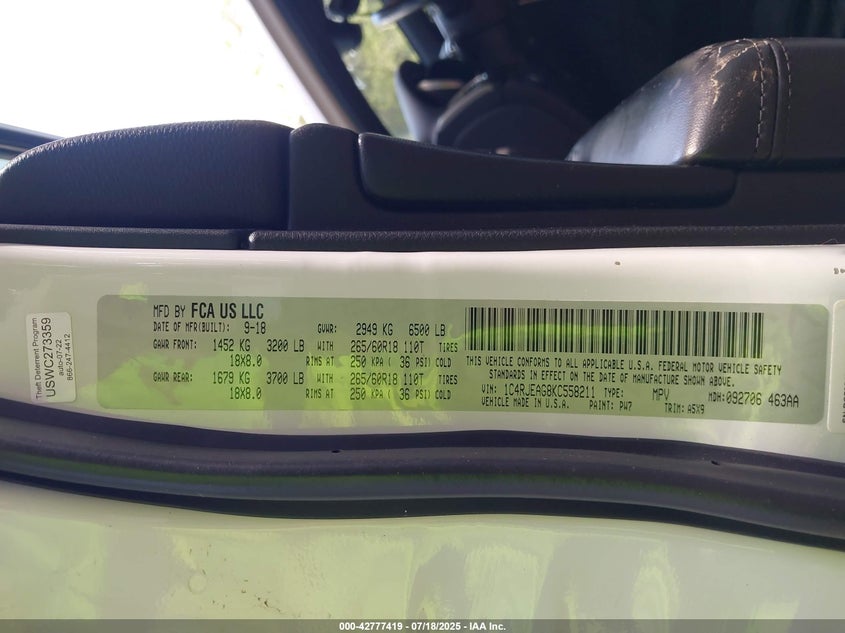 Theft Deterrent Program
USWC273359
auto-07-22
866-247-4412
MFD BY FCA US LLC
DATE OF MFR(BUILT): 9-18 GVWR: 2949 KG 6500 LB
GAWR FRONT: 1452 KG 3200 LB WITH 265/60R18 110T TIRES
18X8.0 RIMS AT 250 KPA ( 36 PSI) COLD
GAWR REAR: 1679 KG 3700 LB WITH 265/60R18 110T TIRES
18X8.0 RIMS AT 250 KPA ( 36 PSI) COLD
THIS VEHICLE CONFORMS TO ALL APPLICABLE U.S.A. FEDERAL MOTOR VEHICLE SAFETY
STANDARDS IN EFFECT ON THE DATE OF MANUFACTURE SHOWN ABOVE.
VIN: 1C4RJEAG8KC558211 TYPE: MPV MDH: 092706 463AA
VEHICLE MADE IN U.S.A. PAINT: PW7 TRIM: A5X9
000-42777419 - 07/18/2025 - IAA Inc.